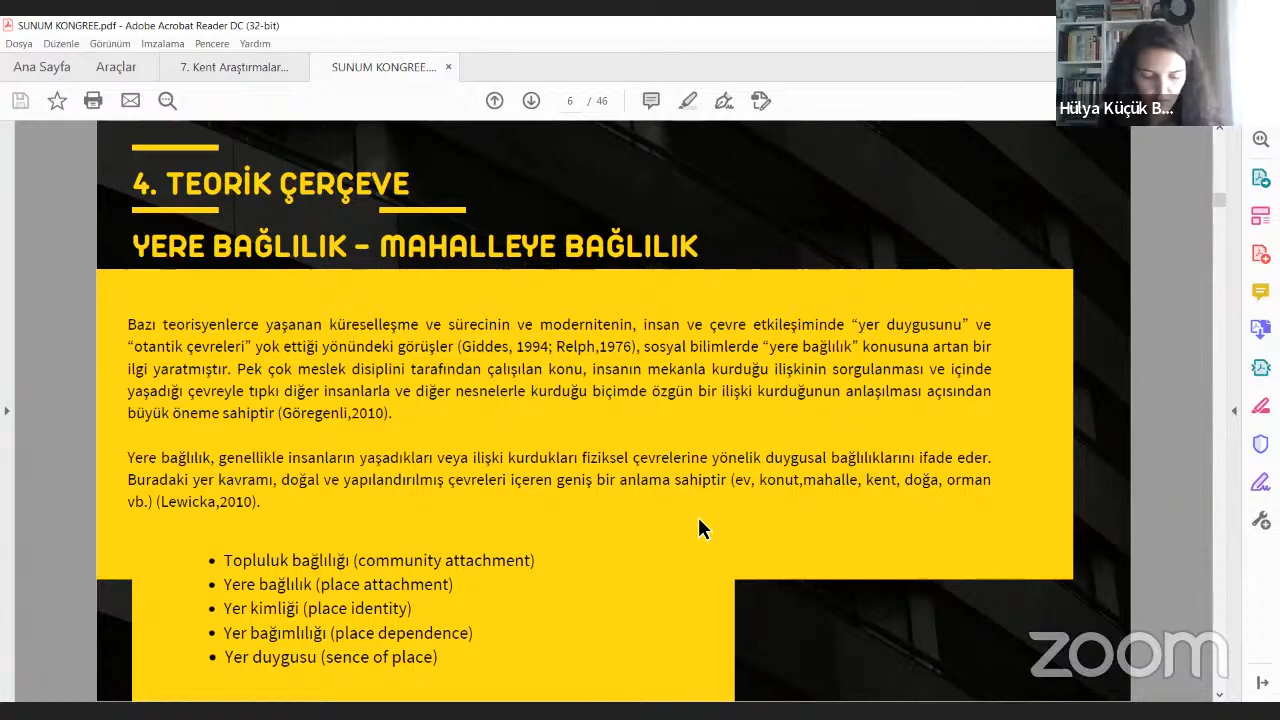 SUNUM KONGREE.pdf - Adobe Acrobat Reader DC (32-bit)
Dosya Düzenle Görünüm Imzalama Pencere Yardım
Ana Sayfa Araçlar 7. Kent Araştırmalar... SUNUM KONGREE.... ×
6 / 46
Hülya Küçük B...
4. TEORİK ÇERÇEVE
YERE BAĞLILIK - MAHALLEYE BAĞLILIK
Bazı teorisyenlerce yaşanan küreselleşme ve sürecinin ve modernitenin, insan ve çevre etkileşiminde “yer duygusunu” ve
“otantik çevreleri” yok ettiği yönündeki görüşler (Giddes, 1994; Relph,1976), sosyal bilimlerde “yere bağlılık” konusuna artan bir
ilgi yaratmıştır. Pek çok meslek disiplini tarafından çalışılan konu, insanın mekanla kurduğu ilişkinin sorgulanması ve içinde
yaşadığı çevreyle tıpkı diğer insanlarla ve diğer nesnelerle kurduğu biçimde özgün bir ilişki kurduğunun anlaşılması açısından
büyük öneme sahiptir (Göregenli,2010).
Yere bağlılık, genellikle insanların yaşadıkları veya ilişki kurdukları fiziksel çevrelerine yönelik duygusal bağlılıklarını ifade eder.
Buradaki yer kavramı, doğal ve yapılandırılmış çevreleri içeren geniş bir anlama sahiptir (ev, konut,mahalle, kent, doğa, orman
vb.) (Lewicka,2010).
• Topluluk bağlılığı (community attachment)
• Yere bağlılık (place attachment)
• Yer kimliği (place identity)
• Yer bağımlılığı (place dependence)
• Yer duygusu (sence of place)
zoom